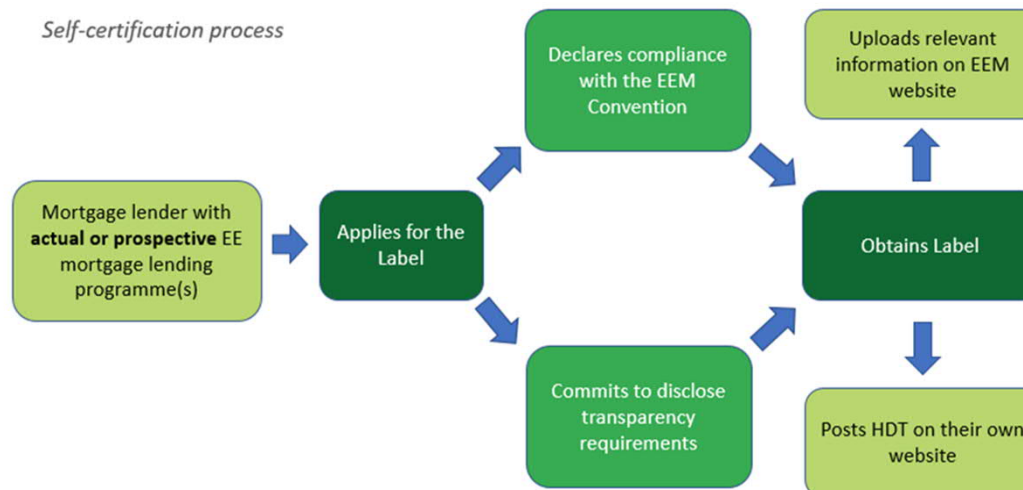 Self-certification process
Mortgage lender with
actual or prospective EE
mortgage lending
programme(s)
Applies for the
Label
Declares compliance
with the EEM
Convention
Commits to disclose
transparency
requirements
Obtains Label
Uploads relevant
information on EEM
website
Posts HDT on their own
website